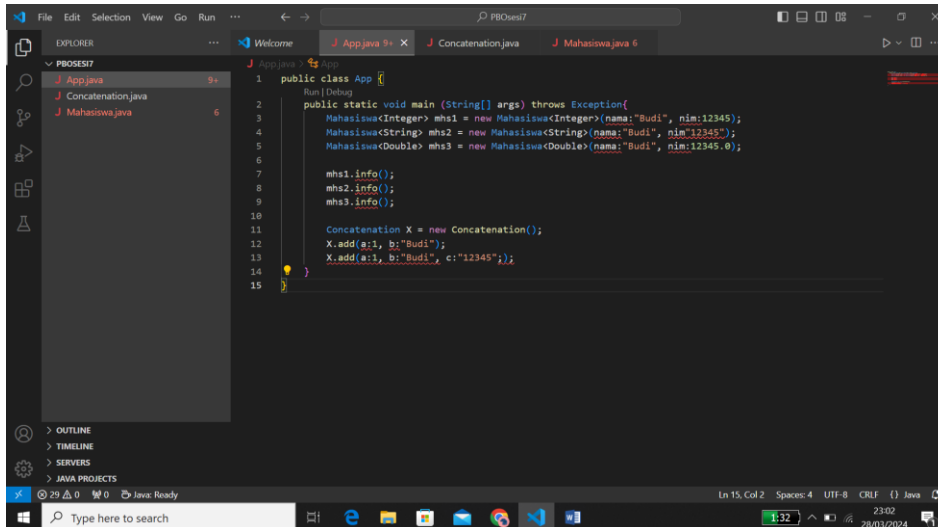 File Edit Selection View Go Run ··· ← → PBOsesi7
EXPLORER ···
PBOSESI7
J App.java 9+
J Concatenation.java
J Mahasiswa.java 6
OUTLINE
TIMELINE
SERVERS
JAVA PROJECTS
Welcome J App.java 9+ × J Concatenation.java J Mahasiswa.java 6
J App.java > App
1 public class App {
Run | Debug
2 public static void main (String[] args) throws Exception{
3 Mahasiswa<Integer> mhs1 = new Mahasiswa<Integer>(nama:"Budi", nim:12345);
4 Mahasiswa<String> mhs2 = new Mahasiswa<String>(nama:"Budi", nim"12345");
5 Mahasiswa<Double> mhs3 = new Mahasiswa<Double>(nama:"Budi", nim:12345.0);
6
7 mhs1.info();
8 mhs2.info();
9 mhs3.info();
10
11 Concatenation X = new Concatenation();
12 X.add(a:1, b:"Budi");
13 X.add(a:1, b:"Budi", c:"12345";);
14 }
15 }
29 0 0 Java: Ready Ln 15, Col 2 Spaces: 4 UTF-8 CRLF {} Java
Type here to search 1:32 23:02
28/03/2024